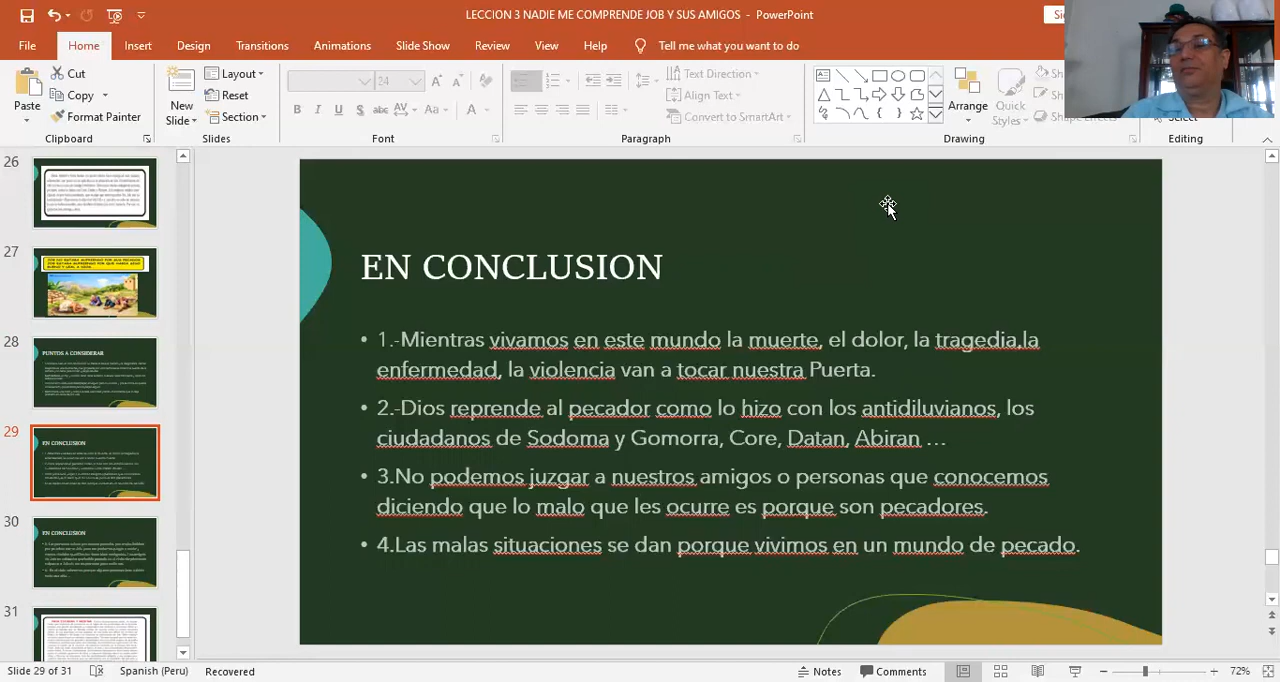 LECCION 3 NADIE ME COMPRENDE JOB Y SUS AMIGOS - PowerPoint
File Home Insert Design Transitions Animations Slide Show Review View Help Tell me what you want to do
Paste
Cut
Copy
Format Painter
Clipboard
New Slide
Layout
Reset
Section
Slides
24
B I U S abc AV Aa A
Font
Text Direction
Align Text
Convert to SmartArt
Paragraph
Arrange
Quick Styles
Drawing
Select
Editing
26
27
28
PUNTOS A CONSIDERAR
29
EN CONCLUSION
30
EN CONCLUSION
31
EN CONCLUSION
• 1.-Mientras vivamos en este mundo la muerte, el dolor, la tragedia,la
enfermedad, la violencia van a tocar nuestra Puerta.
• 2.-Dios reprende al pecador como lo hizo con los antidiluvianos, los
ciudadanos de Sodoma y Gomorra, Core, Datan, Abiran ...
• 3.No podemos juzgar a nuestros amigos o personas que conocemos
diciendo que lo malo que les ocurre es porque son pecadores.
• 4.Las malas situaciones se dan porque vivimos en un mundo de pecado.
Slide 29 of 31 Spanish (Peru) Recovered Notes Comments 72%